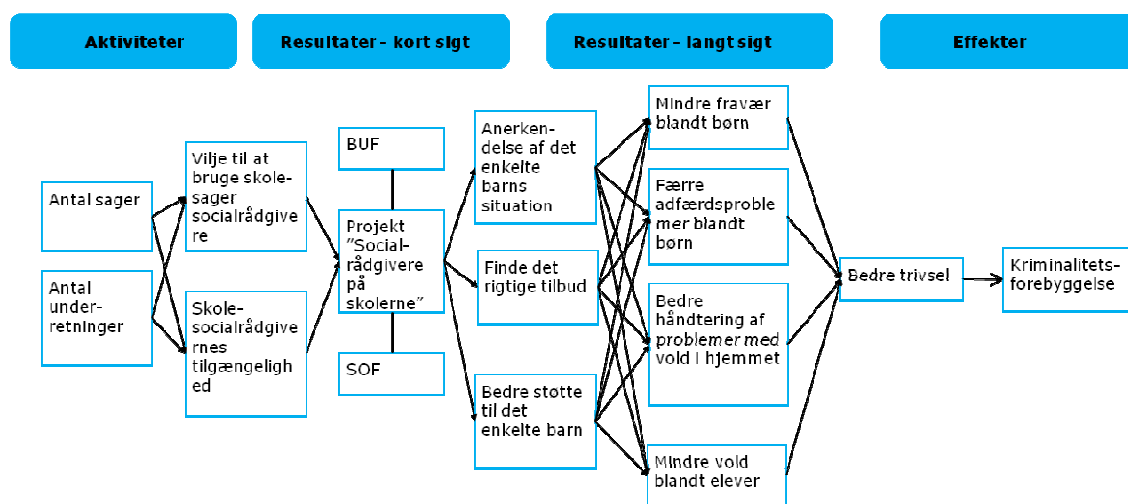 Aktiviteter
Resultater - kort sigt
Resultater - langt sigt
Effekter
Antal sager
Antal
under-
retninger
Vilje til at
bruge skole-
sager
socialrådgive
re
Skole-
socialrådgive
rnes
tilgængeligh
ed
BUF
Projekt
"Social-
rådgivere
på
skolerne"
SOF
Anerken-
delse af det
enkelte
barns
situation
Finde det
rigtige tilbud
Bedre støtte
til det
enkelte barn
Mindre fravær
blandt børn
Færre
adfærdsproble
mer blandt
børn
Bedre
håndtering af
problemer med
vold i hjemmet
Mindre vold
blandt elever
Bedre trivsel
Kriminalitets-
forebyggelse